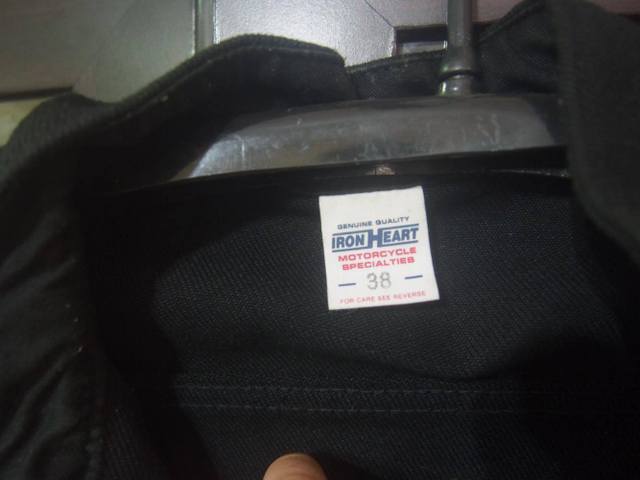 GENUINE QUALITY
IRON HEART
MOTORCYCLE
SPECIALTIES
— 38 —
FOR CARE SEE REVERSE